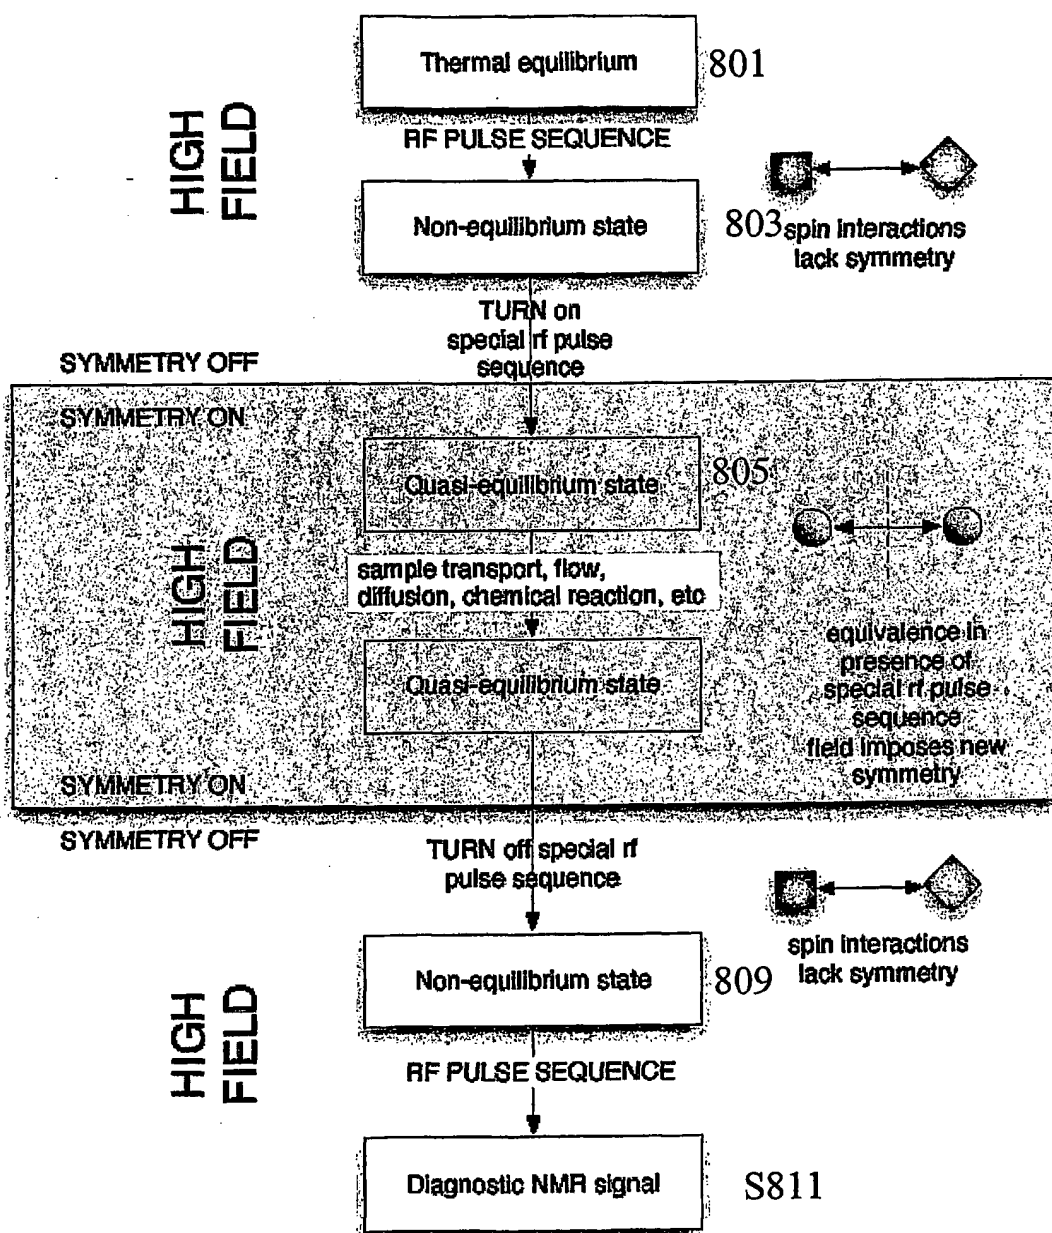 Thermal equilibrium
801
HIGH
FIELD
RF PULSE SEQUENCE
Non-equilibrium state
803
spin interactions
lack symmetry
TURN on
special rf pulse
sequence
SYMMETRY OFF
SYMMETRY ON
Quasi-equilibrium state
805
HIGH
FIELD
sample transport, flow,
diffusion, chemical reaction, etc
Quasi-equilibrium state
equivalence in
presence of
special rf pulse
sequence
field imposes new
symmetry
SYMMETRY ON
SYMMETRY OFF
TURN off special rf
pulse sequence
spin interactions
lack symmetry
Non-equilibrium state
809
HIGH
FIELD
RF PULSE SEQUENCE
Diagnostic NMR signal
S811